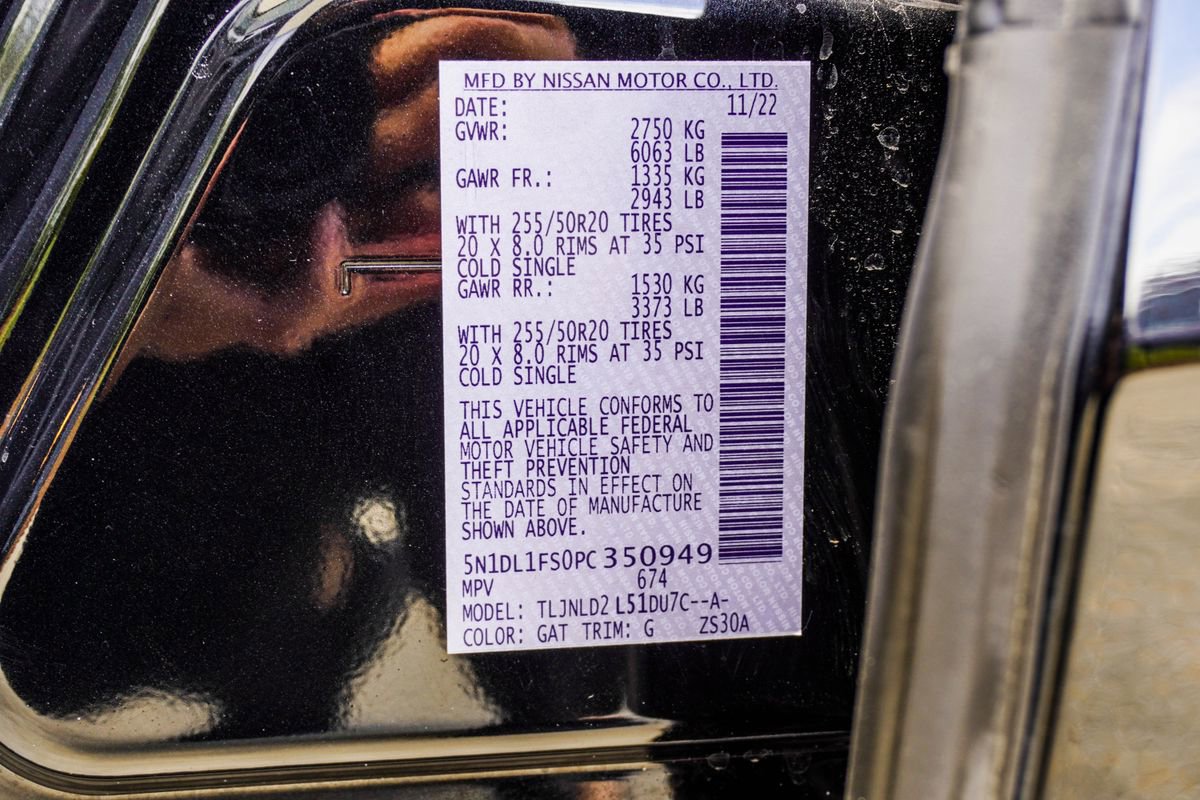 MFD BY NISSAN MOTOR CO., LTD.
DATE: 11/22
GVWR: 2750 KG
6063 LB
GAWR FR.: 1335 KG
2943 LB
WITH 255/50R20 TIRES
20 X 8.0 RIMS AT 35 PSI
COLD SINGLE
GAWR RR.: 1530 KG
3373 LB
WITH 255/50R20 TIRES
20 X 8.0 RIMS AT 35 PSI
COLD SINGLE
THIS VEHICLE CONFORMS TO
ALL APPLICABLE FEDERAL
MOTOR VEHICLE SAFETY AND
THEFT PREVENTION
STANDARDS IN EFFECT ON
THE DATE OF MANUFACTURE
SHOWN ABOVE.
5N1DL1FS0PC350949
MPV 674
MODEL: TLJNLD2 L51DU7C--A-
COLOR: GAT TRIM: G ZS30A